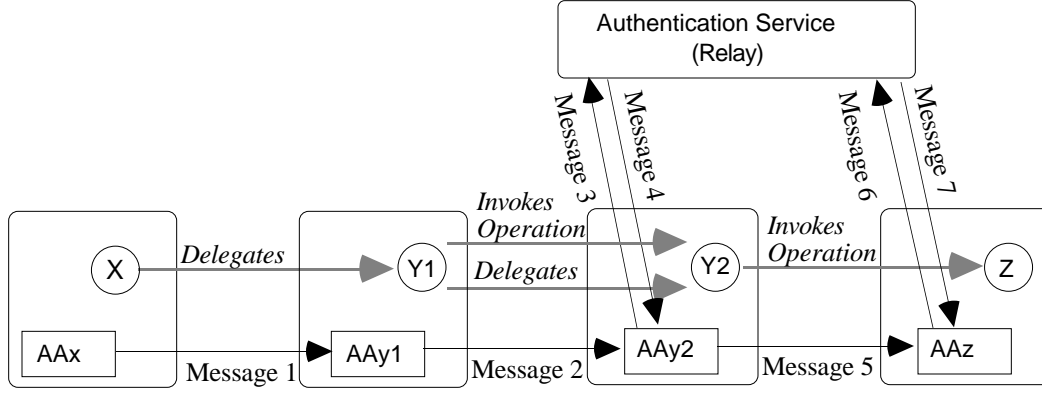 Authentication Service
(Relay)
Message 3
Message 4
Message 6
Message 7
Invokes
Operation
Invokes
Operation
Delegates
Delegates
X
Y1
Y2
Z
AAx
AAy1
AAy2
AAz
Message 1
Message 2
Message 5